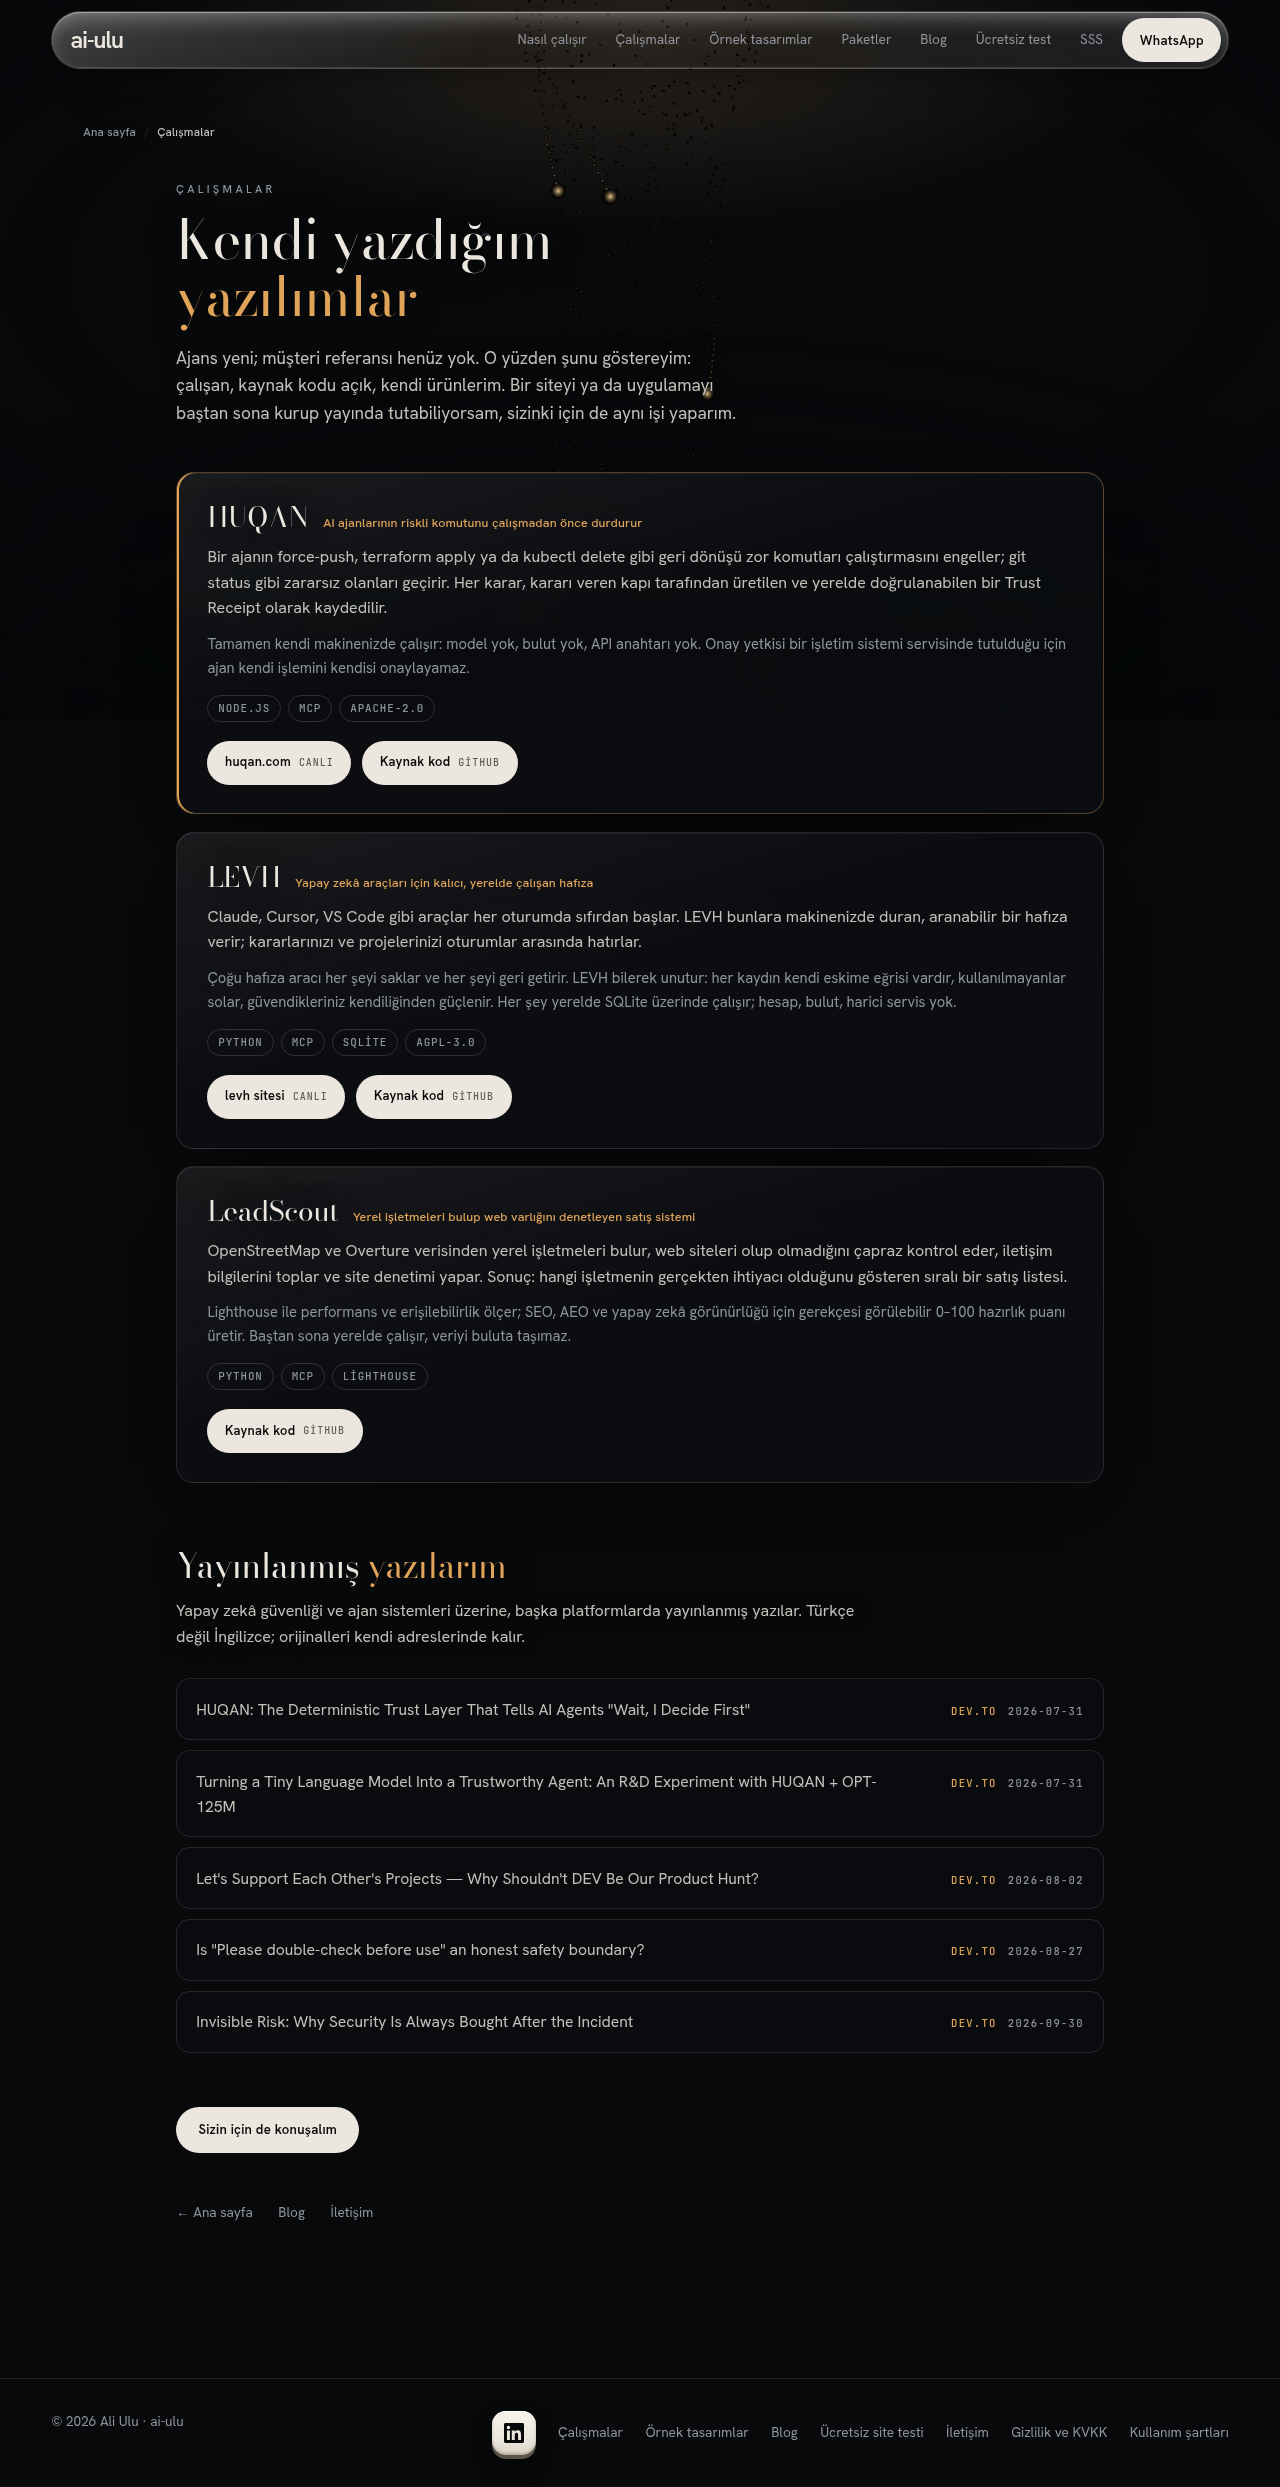 ai-ulu
Nasıl çalışır
Çalışmalar
Örnek tasarımlar
Paketler
Blog
Ücretsiz test
SSS
WhatsApp
Ana sayfa / Çalışmalar
ÇALIŞMALAR
Kendi yazdığım
yazılımlar
Ajans yeni; müşteri referansı henüz yok. O yüzden şunu göstereyim:
çalışan, kaynak kodu açık, kendi ürünlerim. Bir siteyi ya da uygulamayı
baştan sona kurup yayında tutabiliyorsam, sizinki için de aynı işi yaparım.
HUQAN AI ajanlarının riskli komutunu çalışmadan önce durdurur
Bir ajanın force-push, terraform apply ya da kubectl delete gibi geri dönüşü zor komutları çalıştırmasını engeller; git
status gibi zararsız olanları geçirir. Her karar, kararı veren kapı tarafından üretilen ve yerelde doğrulanabilen bir Trust
Receipt olarak kaydedilir.
Tamamen kendi makinenizde çalışır: model yok, bulut yok, API anahtarı yok. Onay yetkisi bir işletim sistemi servisinde tutulduğu için
ajan kendi işlemini kendisi onaylayamaz.
NODE.JS MCP APACHE-2.0
huqan.com CANLI Kaynak kod GİTHUB
LEVH Yapay zekâ araçları için kalıcı, yerelde çalışan hafıza
Claude, Cursor, VS Code gibi araçlar her oturumda sıfırdan başlar. LEVH bunlara makinenizde duran, aranabilir bir hafıza
verir; kararlarınızı ve projelerinizi oturumlar arasında hatırlar.
Çoğu hafıza aracı her şeyi saklar ve her şeyi geri getirir. LEVH bilerek unutur: her kaydın kendi eskime eğrisi vardır, kullanılmayanlar
solar, güvendikleriniz kendiliğinden güçlenir. Her şey yerelde SQLite üzerinde çalışır; hesap, bulut, harici servis yok.
PYTHON MCP SQLİTE AGPL-3.0
levh sitesi CANLI Kaynak kod GİTHUB
LeadScout Yerel işletmeleri bulup web varlığını denetleyen satış sistemi
OpenStreetMap ve Overture verisinden yerel işletmeleri bulur, web siteleri olup olmadığını çapraz kontrol eder, iletişim
bilgilerini toplar ve site denetimi yapar. Sonuç: hangi işletmenin gerçekten ihtiyacı olduğunu gösteren sıralı bir satış listesi.
Lighthouse ile performans ve erişilebilirlik ölçer; SEO, AEO ve yapay zekâ görünürlüğü için gerekçesi görülebilir 0–100 hazırlık puanı
üretir. Baştan sona yerelde çalışır, veriyi buluta taşımaz.
PYTHON MCP LİGHTHOUSE
Kaynak kod GİTHUB
Yayınlanmış yazılarım
Yapay zekâ güvenliği ve ajan sistemleri üzerine, başka platformlarda yayınlanmış yazılar. Türkçe
değil İngilizce; orijinalleri kendi adreslerinde kalır.
HUQAN: The Deterministic Trust Layer That Tells AI Agents "Wait, I Decide First" DEV.TO 2026-07-31
Turning a Tiny Language Model Into a Trustworthy Agent: An R&D Experiment with HUQAN + OPT- DEV.TO 2026-07-31
125M
Let's Support Each Other's Projects — Why Shouldn't DEV Be Our Product Hunt? DEV.TO 2026-08-02
Is "Please double-check before use" an honest safety boundary? DEV.TO 2026-08-27
Invisible Risk: Why Security Is Always Bought After the Incident DEV.TO 2026-09-30
Sizin için de konuşalım
← Ana sayfa Blog İletişim
© 2026 Ali Ulu · ai-ulu
in
Çalışmalar
Örnek tasarımlar
Blog
Ücretsiz site testi
İletişim
Gizlilik ve KVKK
Kullanım şartları